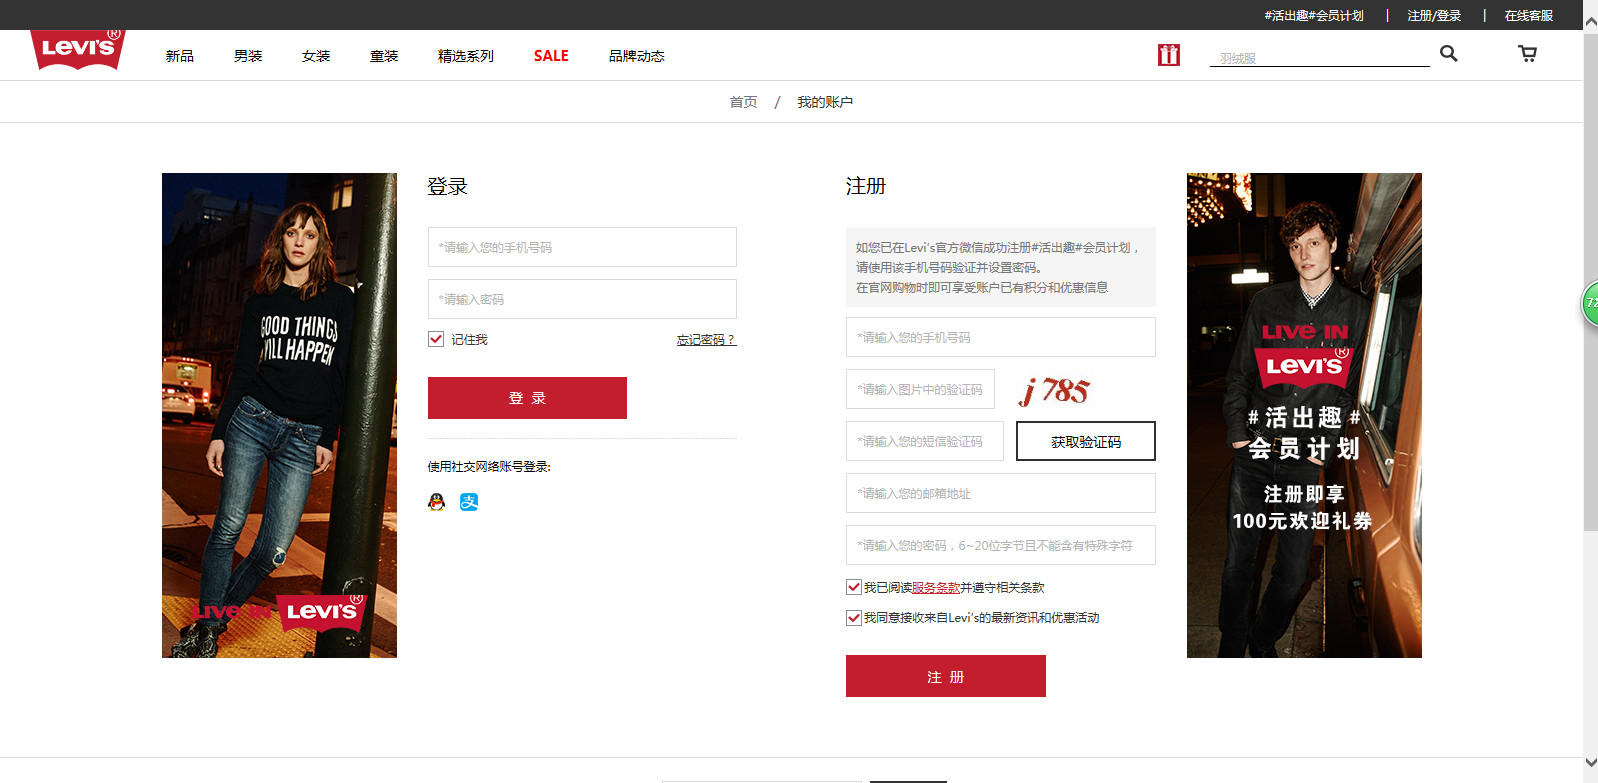 #活出趣#会员计划 | 注册/登录 | 在线客服
Levi's®
新品 男装 女装 童装 精选系列 SALE 品牌动态
羽绒服
首页 / 我的账户
登录
*请输入您的手机号码
*请输入密码
记住我 忘记密码？
登 录
使用社交网络账号登录:
支
GOOD THINGS
WILL HAPPEN
LIVE IN Levi's®
注册
如您已在Levi's官方微信成功注册#活出趣#会员计划，
请使用该手机号码验证并设置密码。
在官网购物时即可享受账户已有积分和优惠信息
*请输入您的手机号码
*请输入图片中的验证码 j785
*请输入您的短信验证码 获取验证码
*请输入您的邮箱地址
*请输入您的密码，6~20位字节且不能含有特殊字符
我已阅读服务条款并遵守相关条款
我同意接收来自Levi's的最新资讯和优惠活动
注 册
LIVE IN
Levi's®
#活出趣#
会员计划
注册即享
100元欢迎礼券